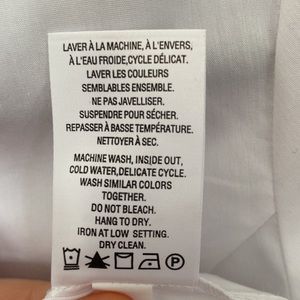 LAVER À LA MACHINE, À L'ENVERS,
À L'EAU FROIDE,CYCLE DÉLICAT.
LAVER LES COULEURS
SEMBLABLES ENSEMBLE.
NE PAS JAVELLISER.
SUSPENDRE POUR SÉCHER.
REPASSER À BASSE TEMPÉRATURE.
NETTOYER À SEC.
MACHINE WASH, INSIDE OUT,
COLD WATER,DELICATE CYCLE.
WASH SIMILAR COLORS
TOGETHER.
DO NOT BLEACH.
HANG TO DRY.
IRON AT LOW SETTING.
DRY CLEAN.
P